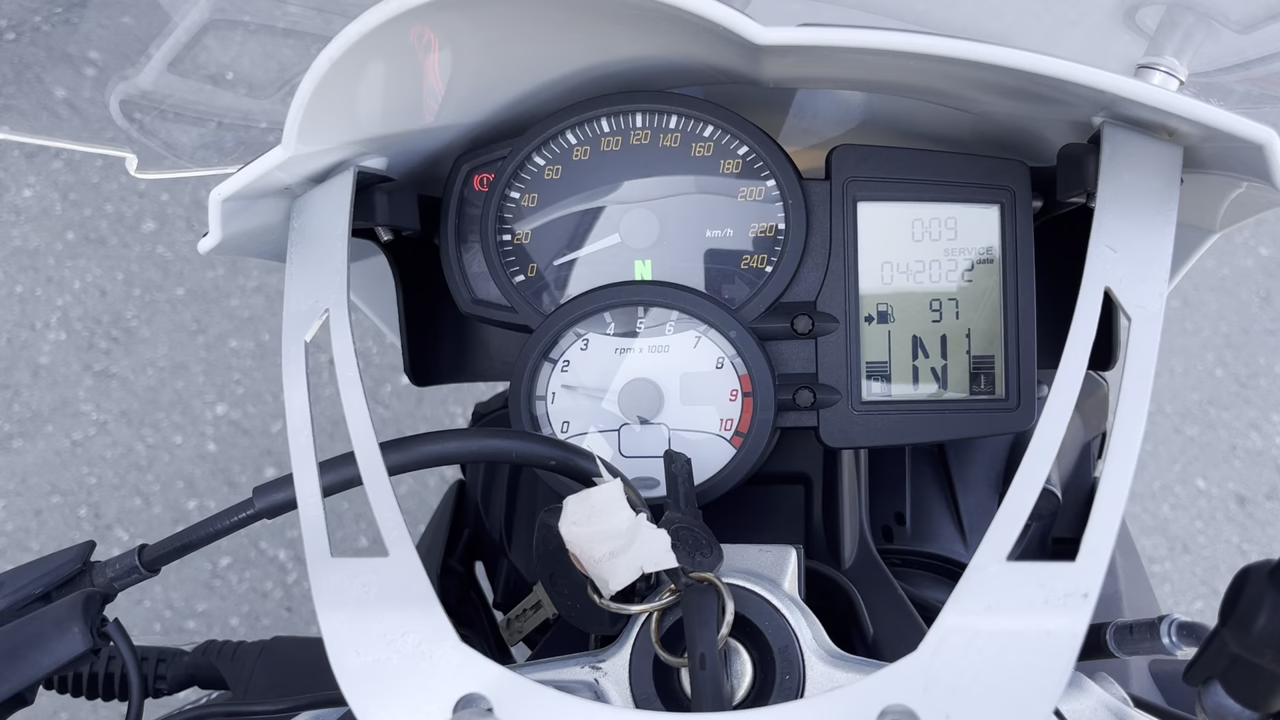 0 20 40 60 80 100 120 140 160 180 200 220 240
km/h
N
0 1 2 3 4 5 6 7 8 9 10
rpm x 1000
0:09
SERVICE
date
04:2022
97
N